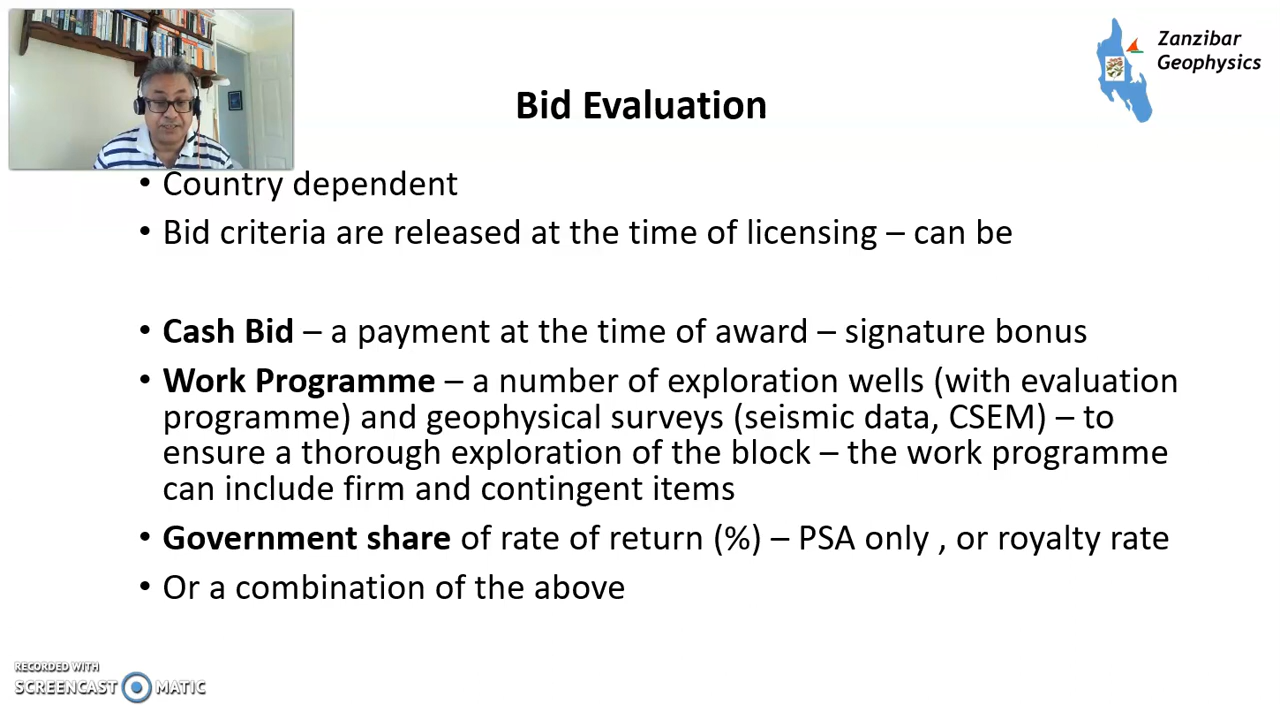 Zanzibar
Geophysics
Bid Evaluation
• Country dependent
• Bid criteria are released at the time of licensing – can be
• Cash Bid – a payment at the time of award – signature bonus
• Work Programme – a number of exploration wells (with evaluation
programme) and geophysical surveys (seismic data, CSEM) – to
ensure a thorough exploration of the block – the work programme
can include firm and contingent items
• Government share of rate of return (%) – PSA only , or royalty rate
• Or a combination of the above
RECORDED WITH
SCREENCAST MATIC